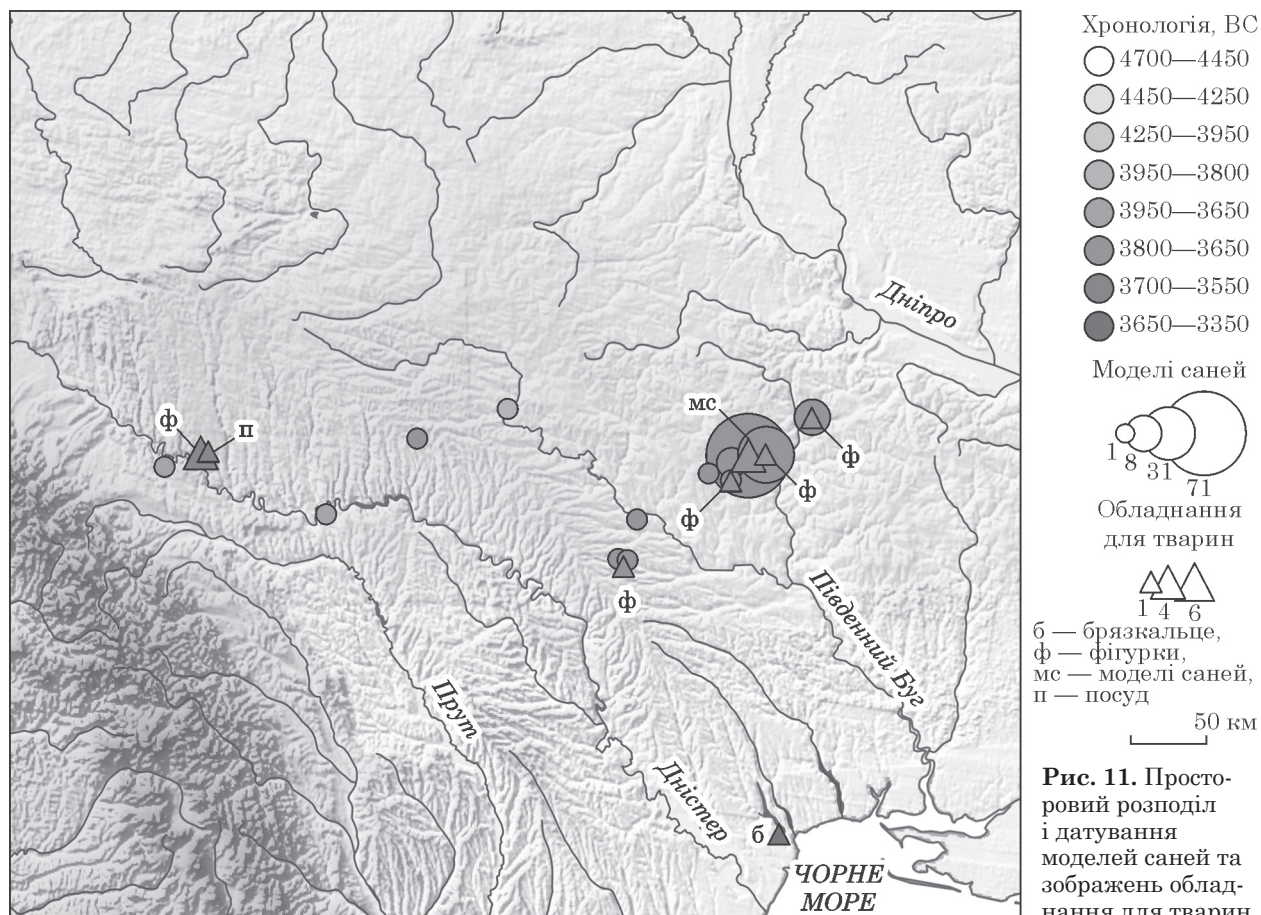 Хронологія, BC
4700—4450
4450—4250
4250—3950
3950—3800
3950—3650
3800—3650
3700—3550
3650—3350
Моделі саней
1
8
31
71
Обладнання
для тварин
1
4
6
б — брязкальце,
ф — фігурки,
мс — моделі саней,
п — посуд
50 км
Рис. 11. Просто-
ровий розподіл
і датування
моделей саней та
зображень облад-
нання для тварин
Дніпро
мс
ф
п
ф
ф
ф
ф
Південний Буг
Прут
Дністер
б
ЧОРНЕ
МОРЕ